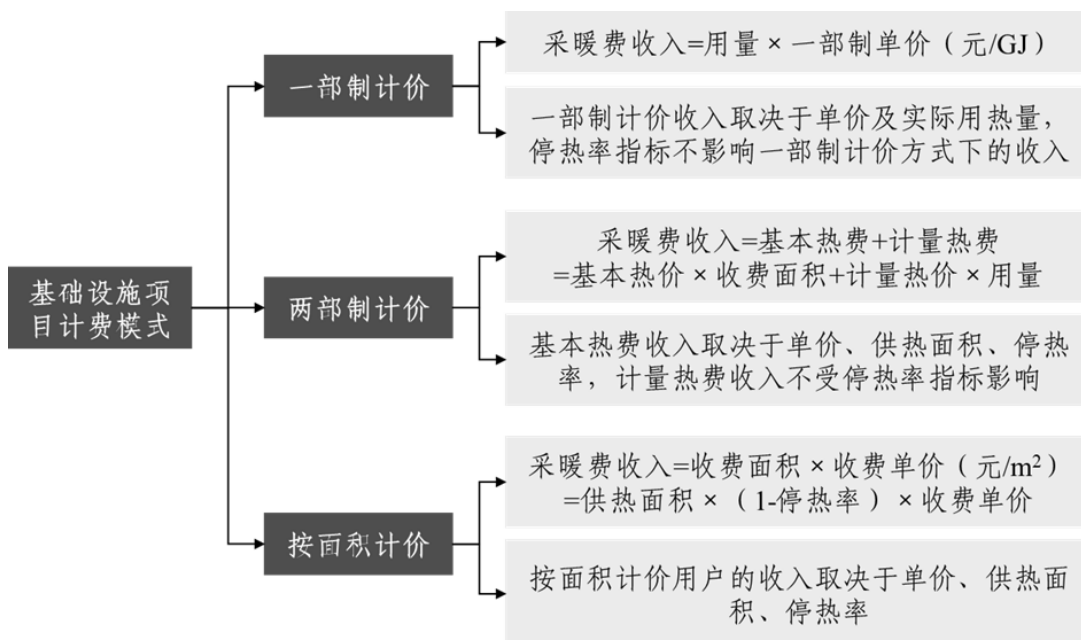 基础设施项
目计费模式
一部制计价
采暖费收入=用量×一部制单价（元/GJ）
一部制计价收入取决于单价及实际用热量，
停热率指标不影响一部制计价方式下的收入
两部制计价
采暖费收入=基本热费+计量热费
=基本热价×收费面积+计量热价×用量
基本热费收入取决于单价、供热面积、停热
率，计量热费收入不受停热率指标影响
按面积计价
采暖费收入=收费面积×收费单价（元/m²）
=供热面积×（1-停热率）×收费单价
按面积计价用户的收入取决于单价、供热面
积、停热率